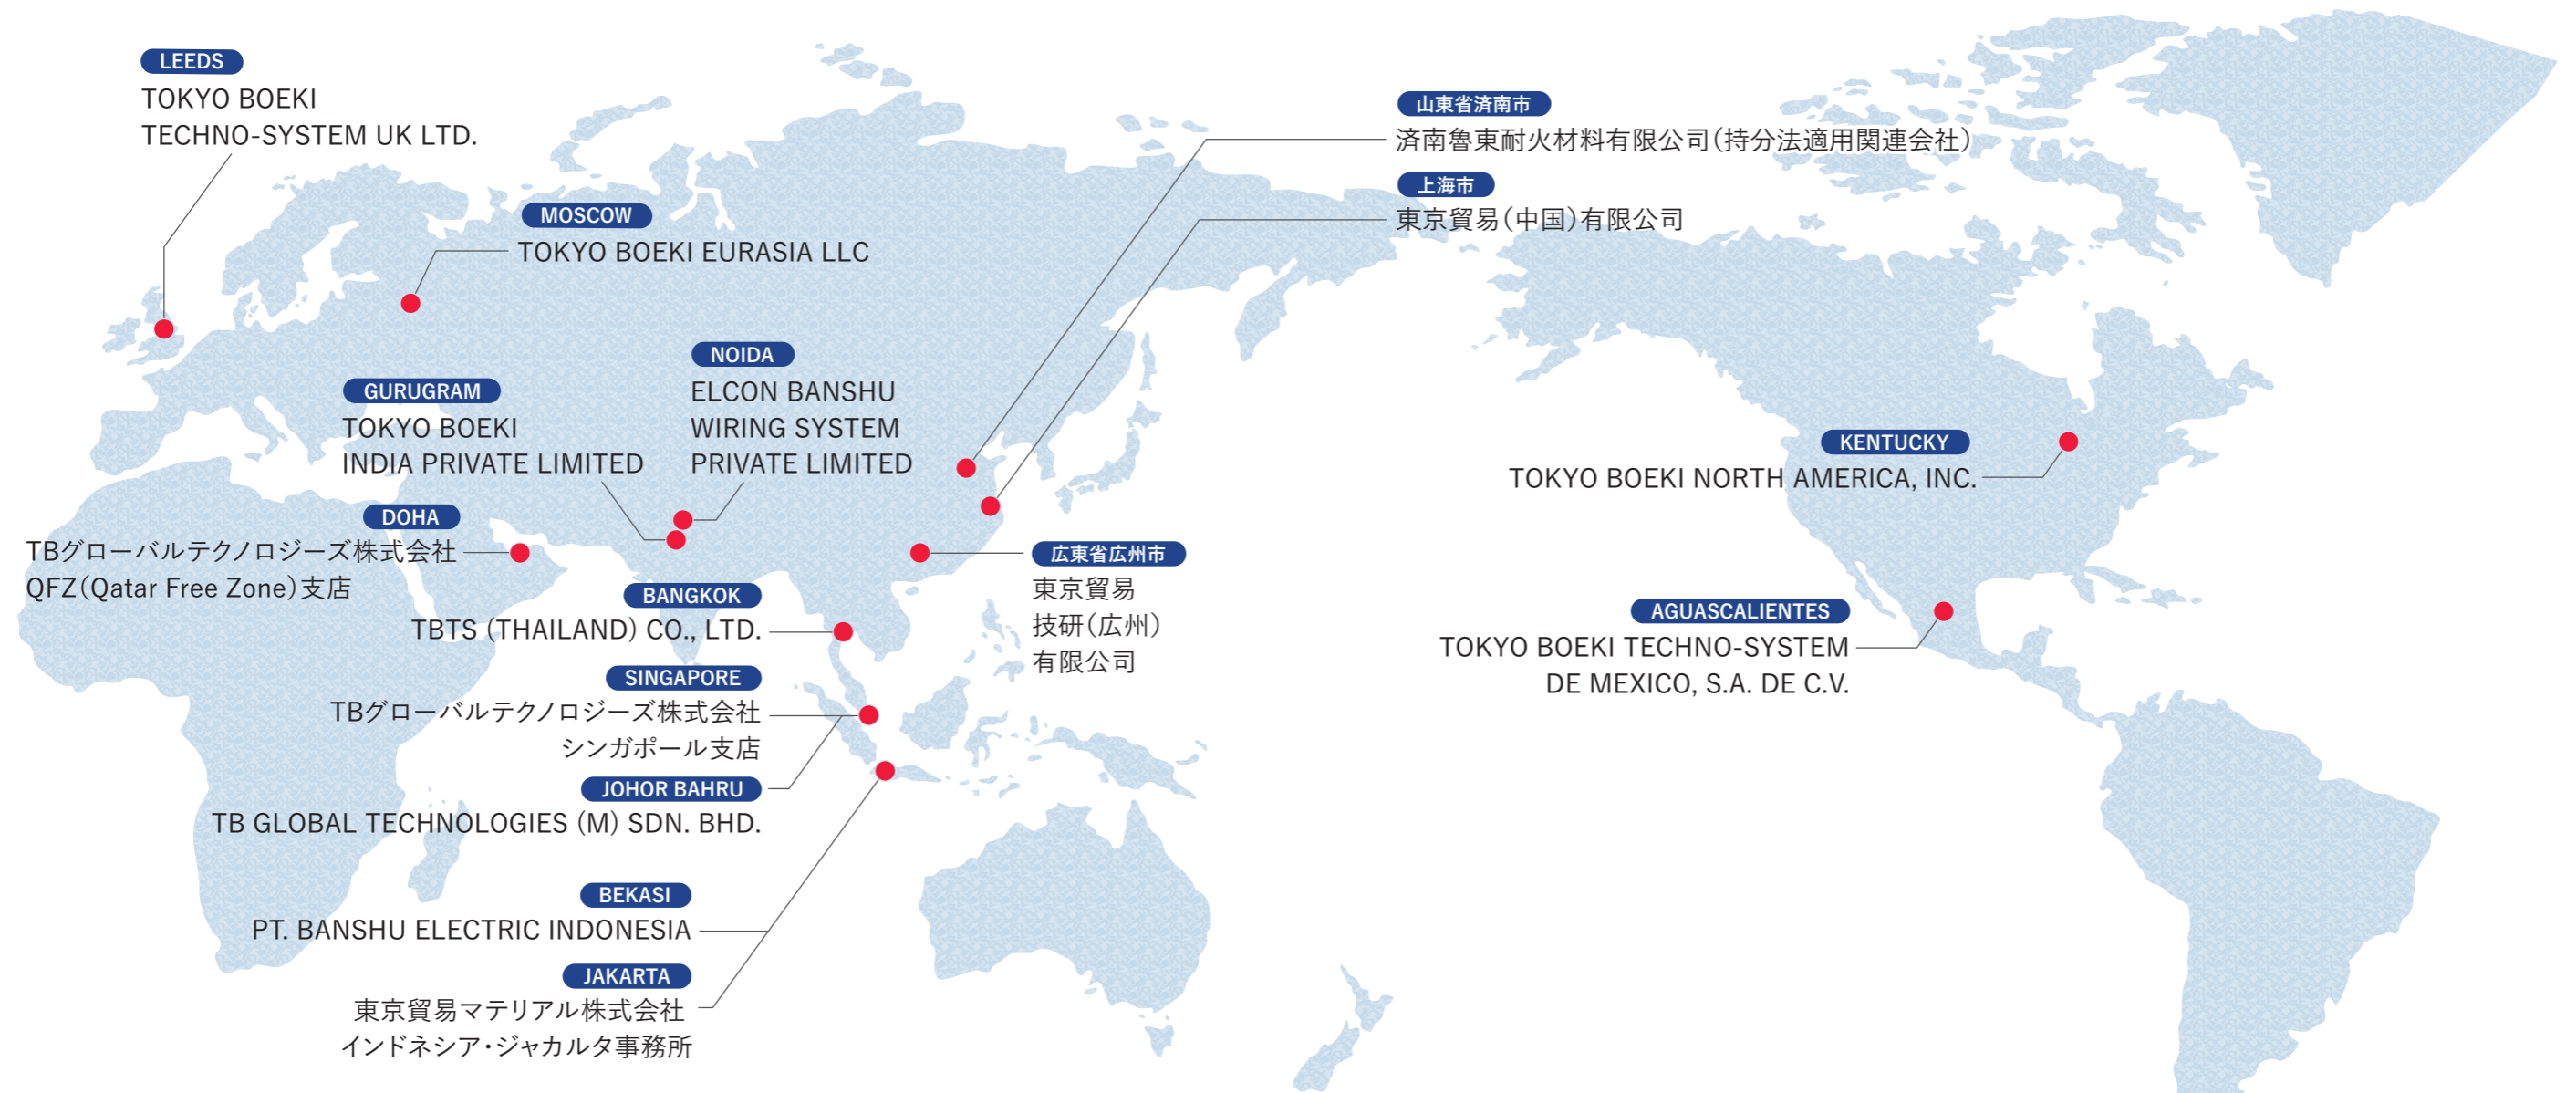 LEEDS
TOKYO BOEKI
TECHNO-SYSTEM UK LTD.
MOSCOW
TOKYO BOEKI EURASIA LLC
山東省済南市
済南魯東耐火材料有限公司（持分法適用関連会社）
上海市
東京貿易（中国）有限公司
NOIDA
ELCON BANSHU
WIRING SYSTEM
PRIVATE LIMITED
GURUGRAM
TOKYO BOEKI
INDIA PRIVATE LIMITED
KENTUCKY
TOKYO BOEKI NORTH AMERICA, INC.
DOHA
TBグローバルテクノロジーズ株式会社
QFZ（Qatar Free Zone）支店
広東省広州市
東京貿易
技研（広州）
有限公司
BANGKOK
TBTS (THAILAND) CO., LTD.
AGUASCALIENTES
TOKYO BOEKI TECHNO-SYSTEM
DE MEXICO, S.A. DE C.V.
SINGAPORE
TBグローバルテクノロジーズ株式会社
シンガポール支店
JOHOR BAHRU
TB GLOBAL TECHNOLOGIES (M) SDN. BHD.
BEKASI
PT. BANSHU ELECTRIC INDONESIA
JAKARTA
東京貿易マテリアル株式会社
インドネシア・ジャカルタ事務所